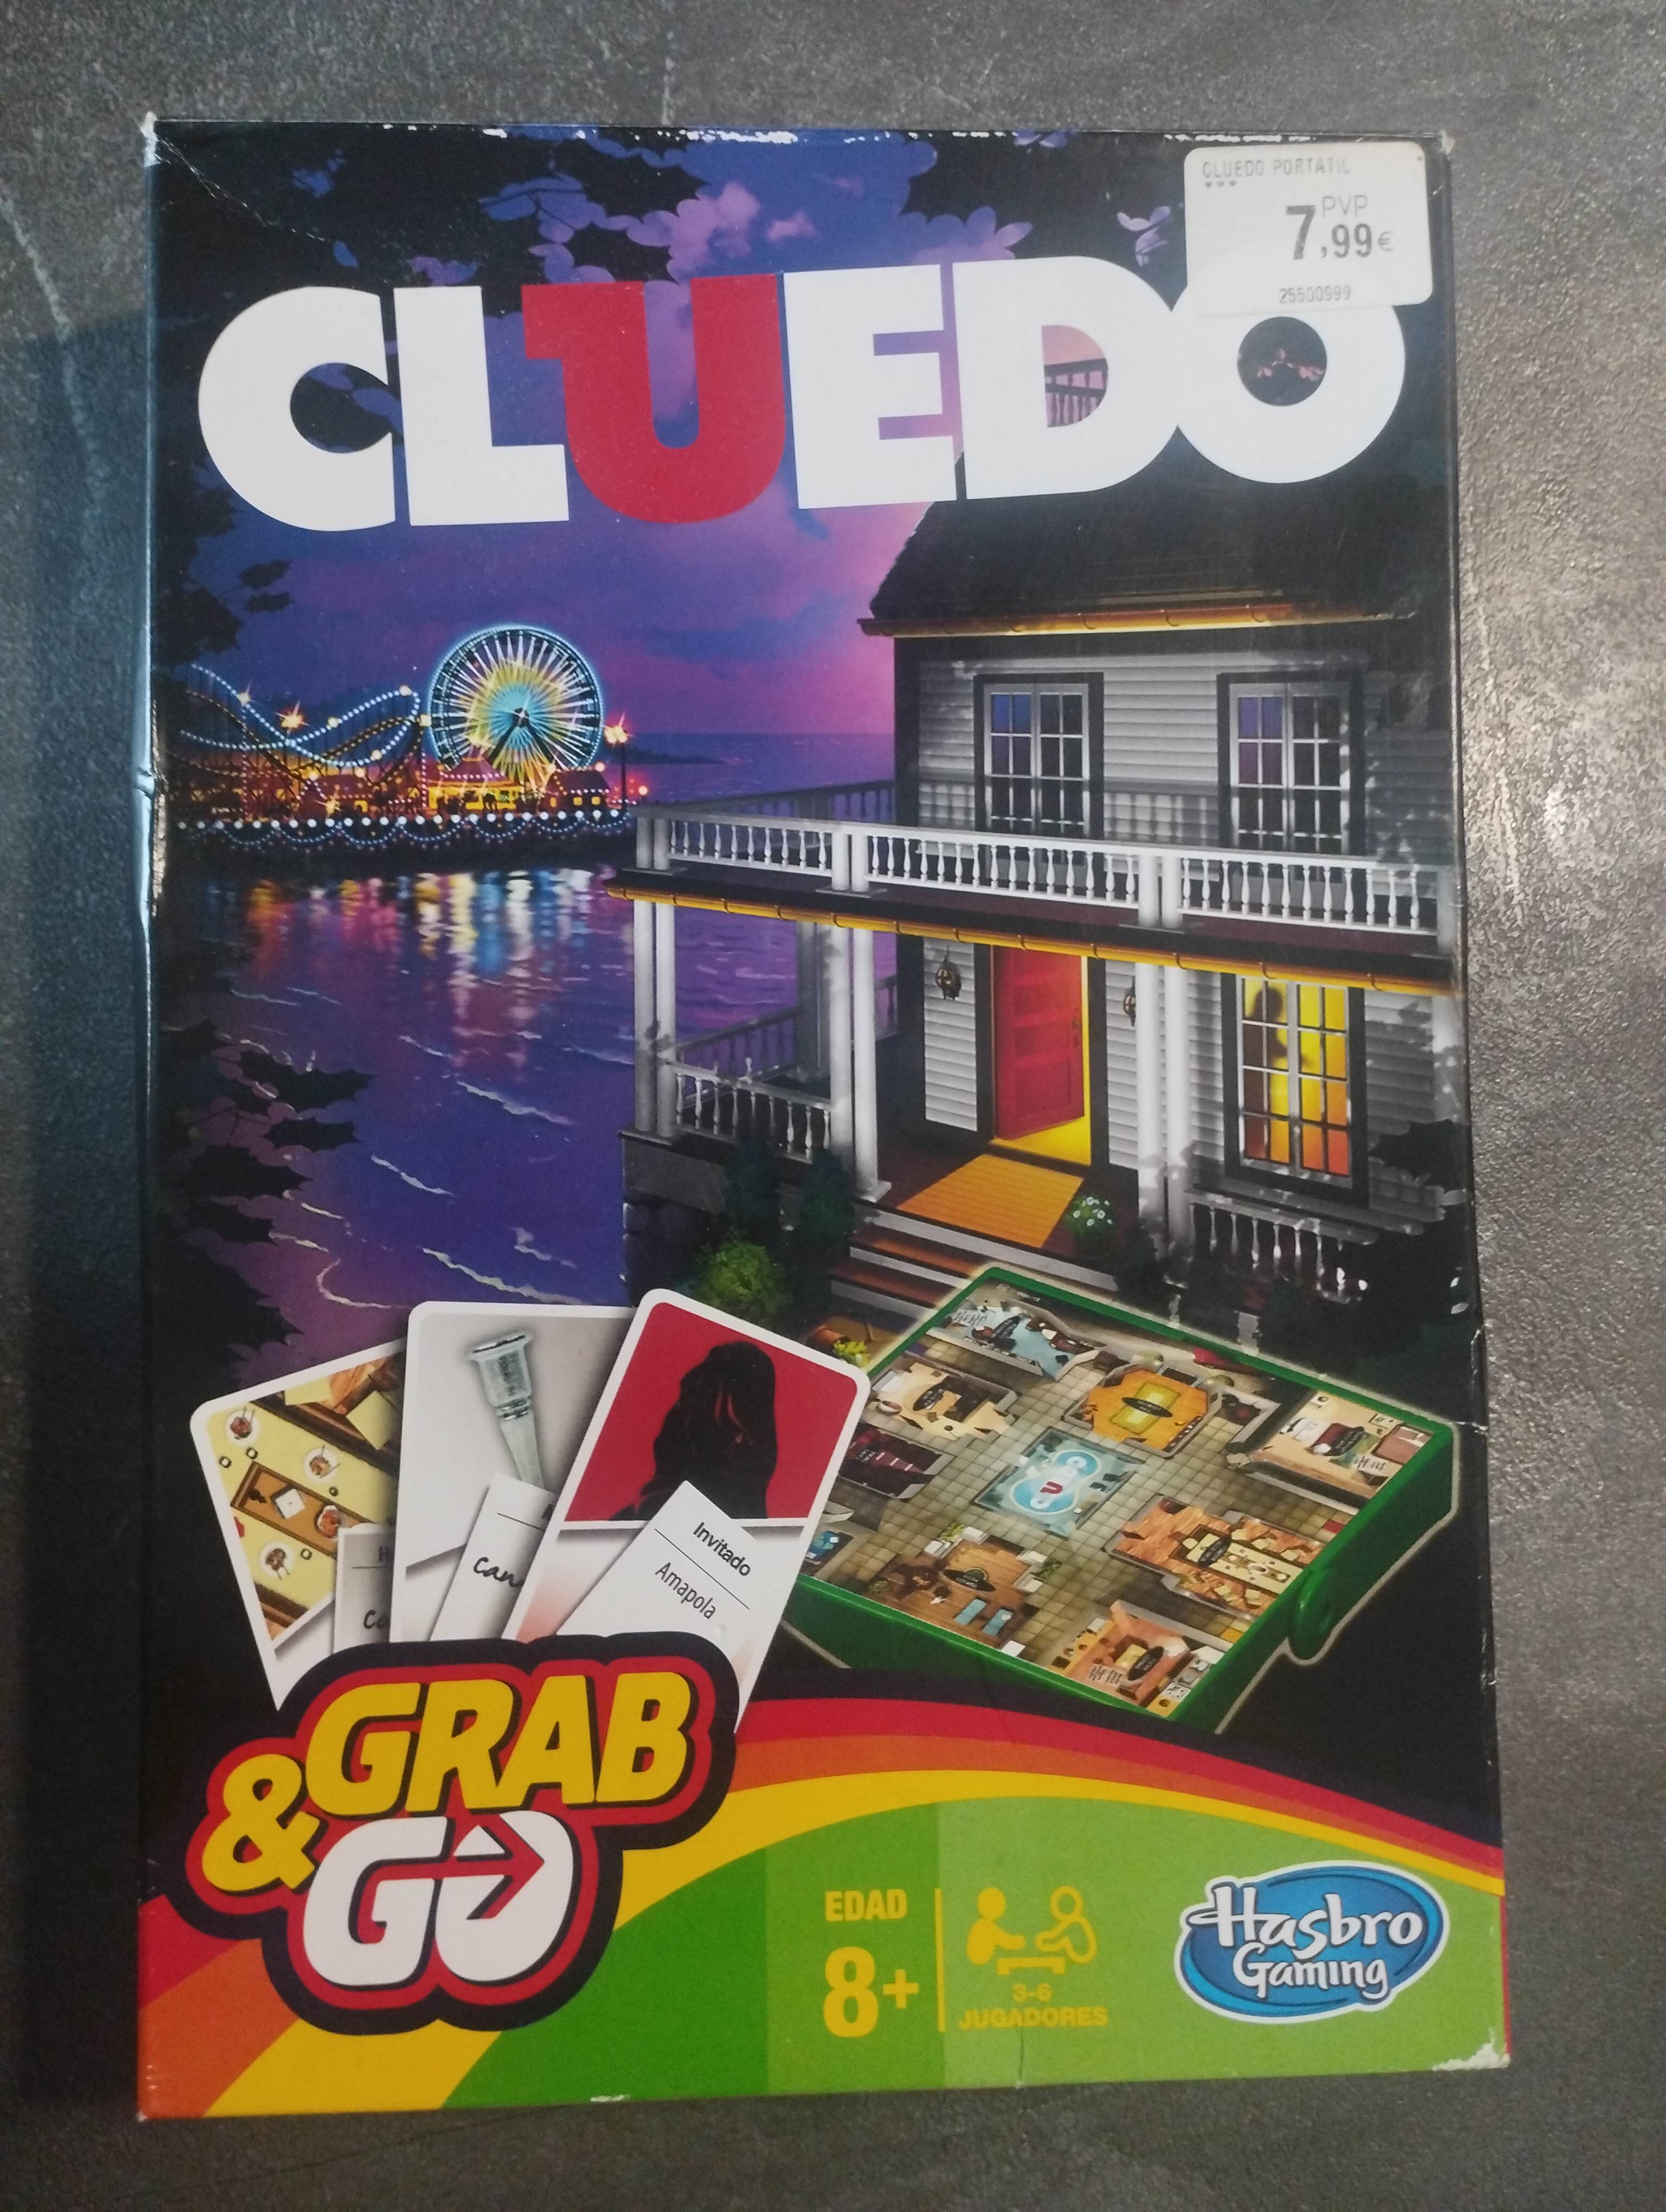 CLUEDO PORTATIL
***
PVP
7,99€
25500999
CLUEDO
Invitado
Amapola
GRAB
& GO
EDAD
8+
3-6
JUGADORES
Hasbro
Gaming